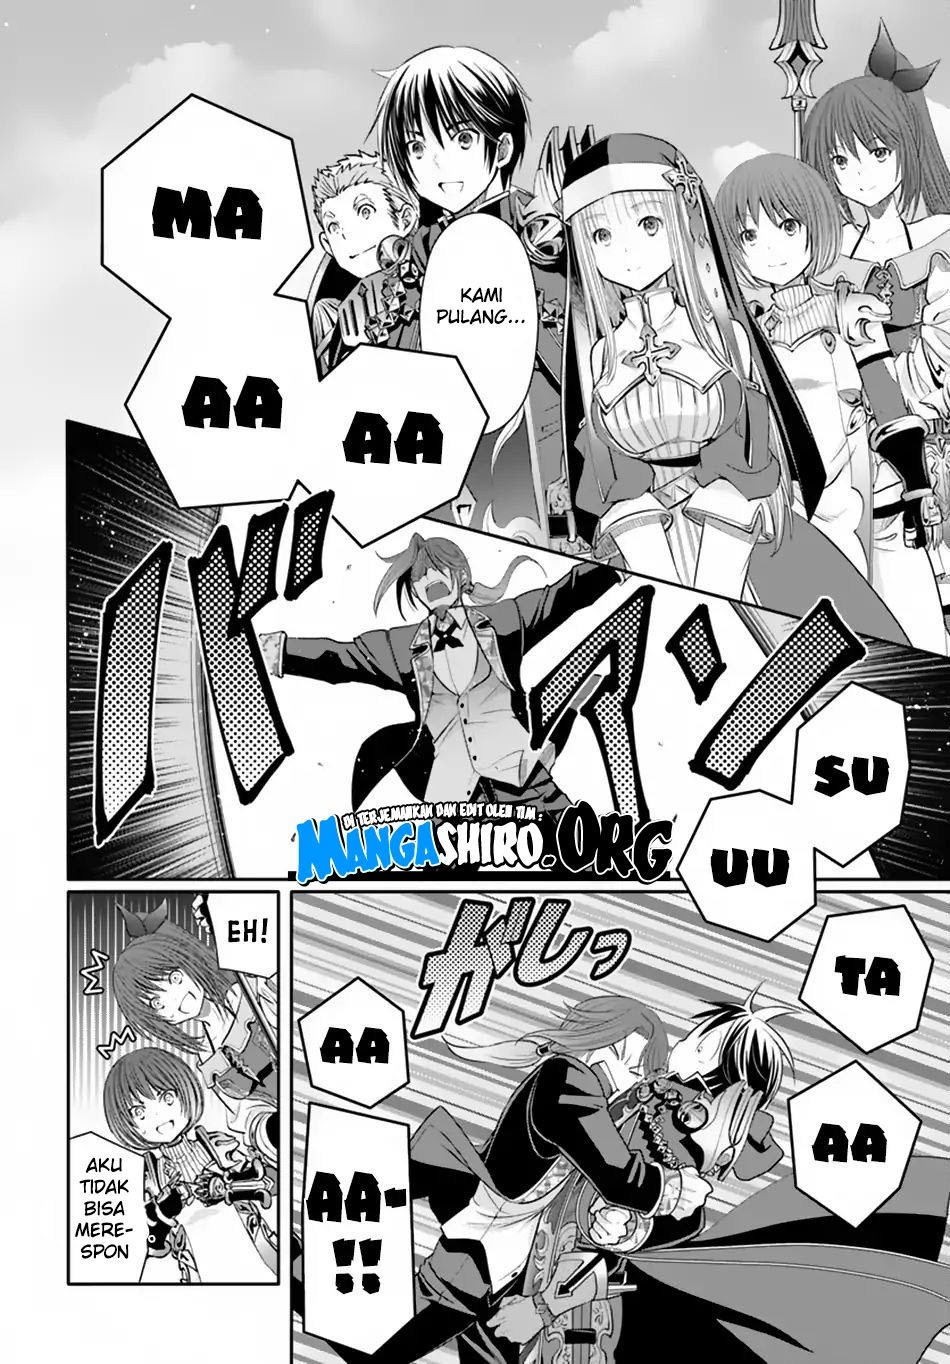 KAMI
PULANG...
MA
AA
AA
バァン
DI TERJEMAHKAN DAN EDIT OLEH TIM :
MANGASHIRO.ORG
SU
UU
TA
AA
ガしっ
AA
AA-
!!
EH!
AKU
TIDAK
BISA
MERE-
SPON